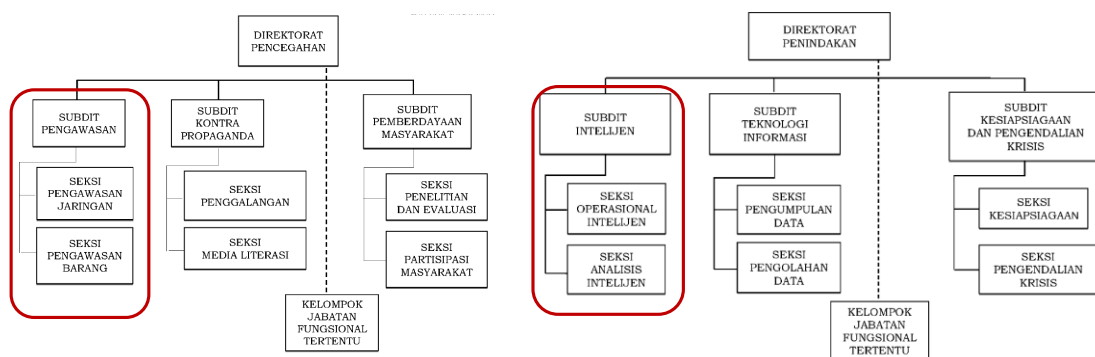 DIREKTORAT
PENCEGAHAN
SUBDIT
PENGAWASAN
SEKSI
PENGAWASAN
JARINGAN
SEKSI
PENGAWASAN
BARANG
SUBDIT
KONTRA
PROPAGANDA
SEKSI
PENGGALANGAN
SEKSI
MEDIA LITERASI
SUBDIT
PEMBERDAYAAN
MASYARAKAT
SEKSI
PENELITIAN
DAN EVALUASI
SEKSI
PARTISIPASI
MASYARAKAT
KELOMPOK
JABATAN
FUNGSIONAL
TERTENTU
DIREKTORAT
PENINDAKAN
SUBDIT
INTELIJEN
SEKSI
OPERASIONAL
INTELIJEN
SEKSI
ANALISIS
INTELIJEN
SUBDIT
TEKNOLOGI
INFORMASI
SEKSI
PENGUMPULAN
DATA
SEKSI
PENGOLAHAN
DATA
SUBDIT
KESIAPSIAGAAN
DAN PENGENDALIAN
KRISIS
SEKSI
KESIAPSIAGAAN
SEKSI
PENGENDALIAN
KRISIS
KELOMPOK
JABATAN
FUNGSIONAL
TERTENTU